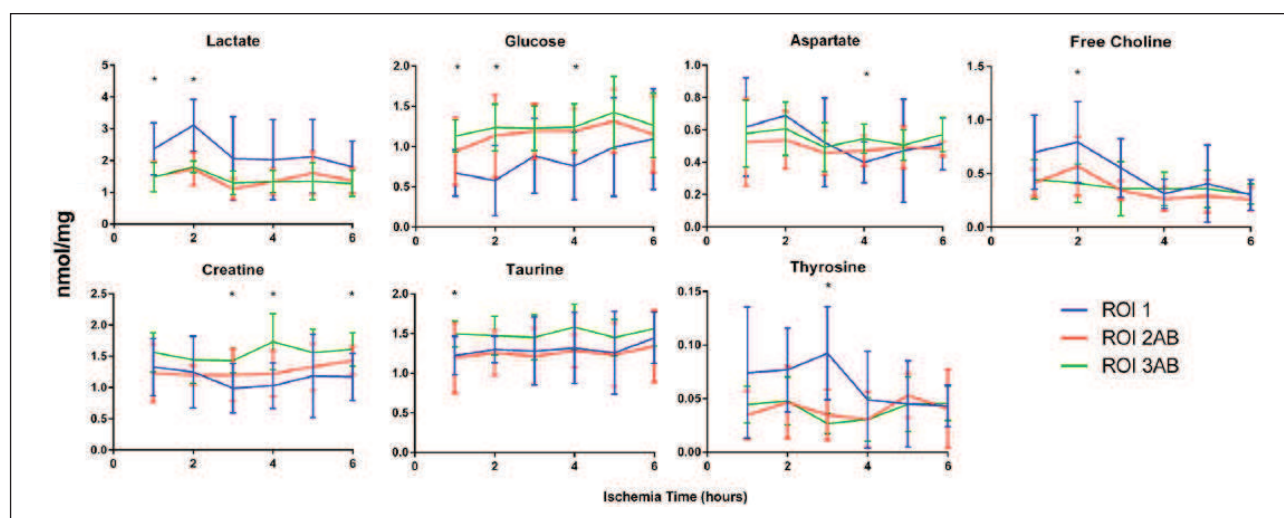 Lactate
5
4
3
2
1
0
0 2 4 6
* *
Glucose
2.0
1.5
1.0
0.5
0.0
0 2 4 6
* * *
Aspartate
1.0
0.8
0.6
0.4
0.2
0.0
0 2 4 6
*
Free Choline
1.5
1.0
0.5
0.0
0 2 4 6
*
nmol/mg
Creatine
2.5
2.0
1.5
1.0
0.5
0.0
0 2 4 6
* * *
Taurine
2.0
1.5
1.0
0.5
0.0
0 2 4 6
*
Thyrosine
0.15
0.10
0.05
0.00
0 2 4 6
*
ROI 1
ROI 2AB
ROI 3AB
Ischemia Time (hours)